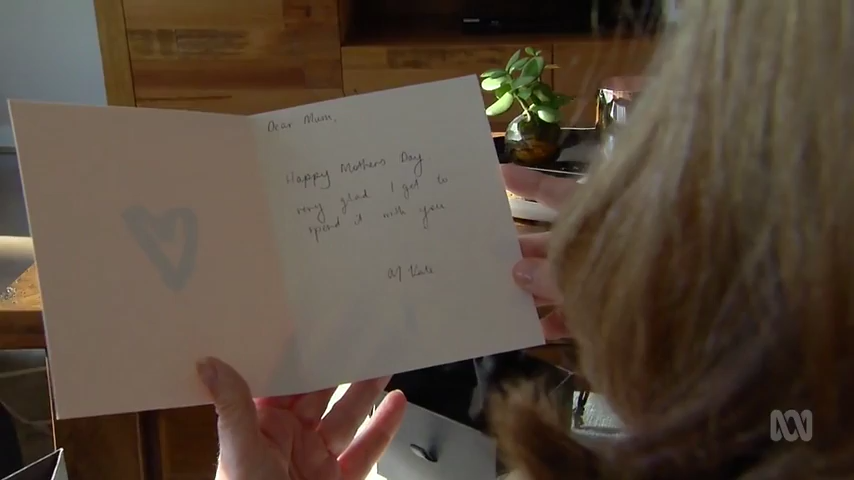 Dear Mum,
Happy Mothers Day
very glad I get to
spend it with you
Kate